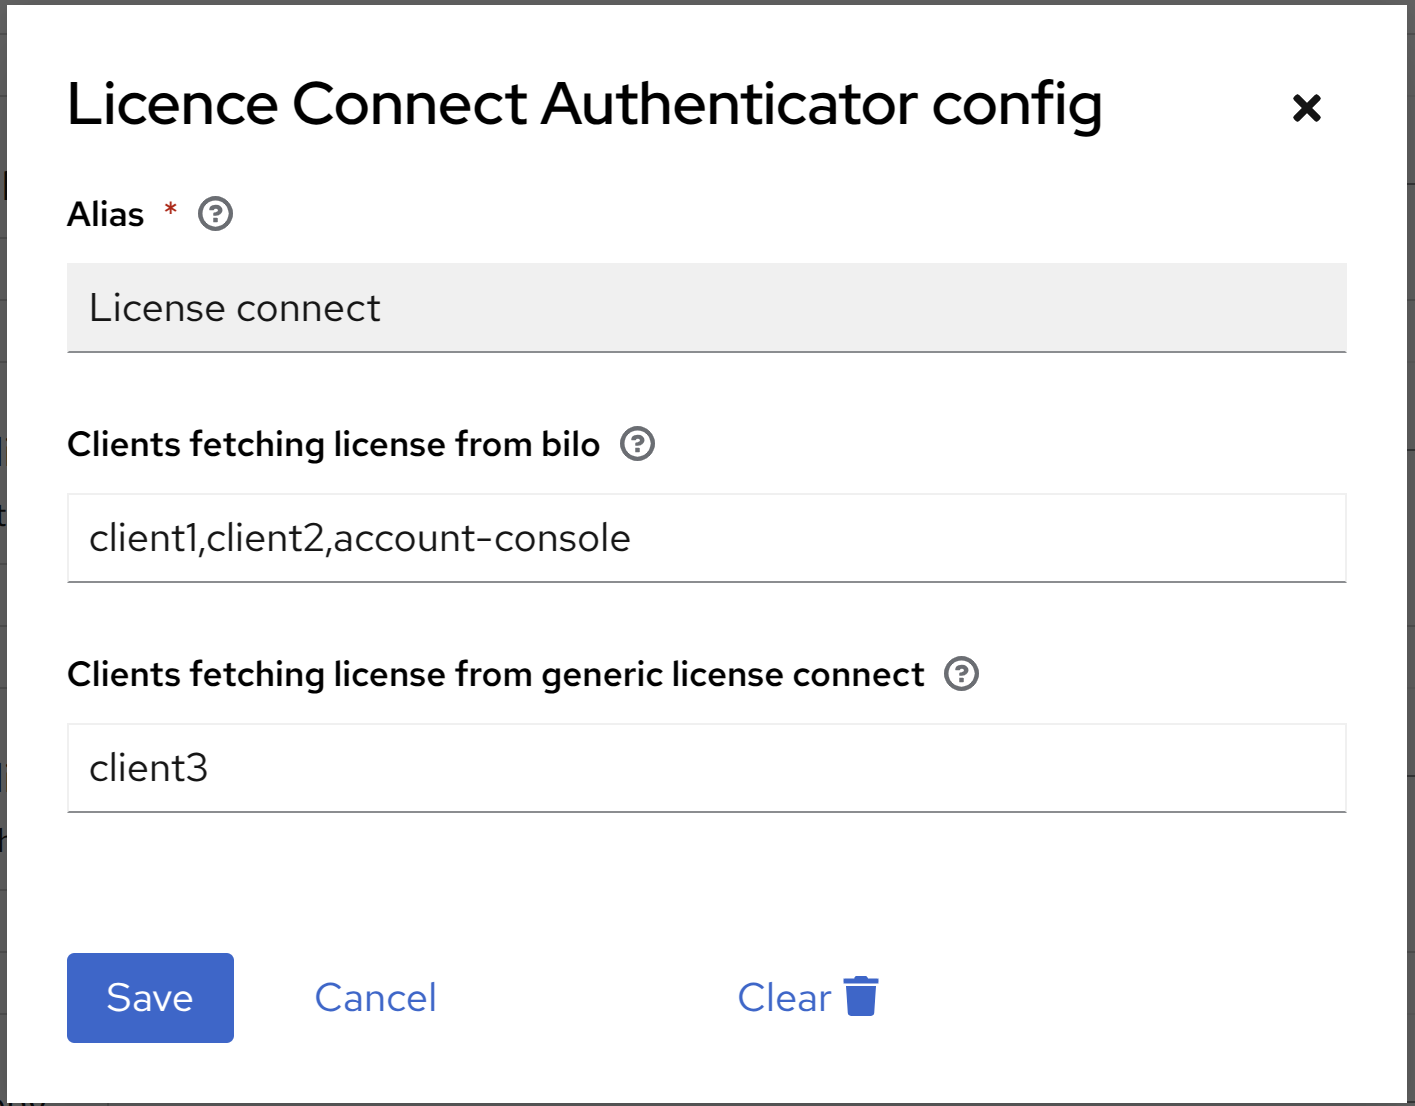 Licence Connect Authenticator config
Alias *
License connect
Clients fetching license from bilo
client1,client2,account-console
Clients fetching license from generic license connect
client3
Save Cancel Clear